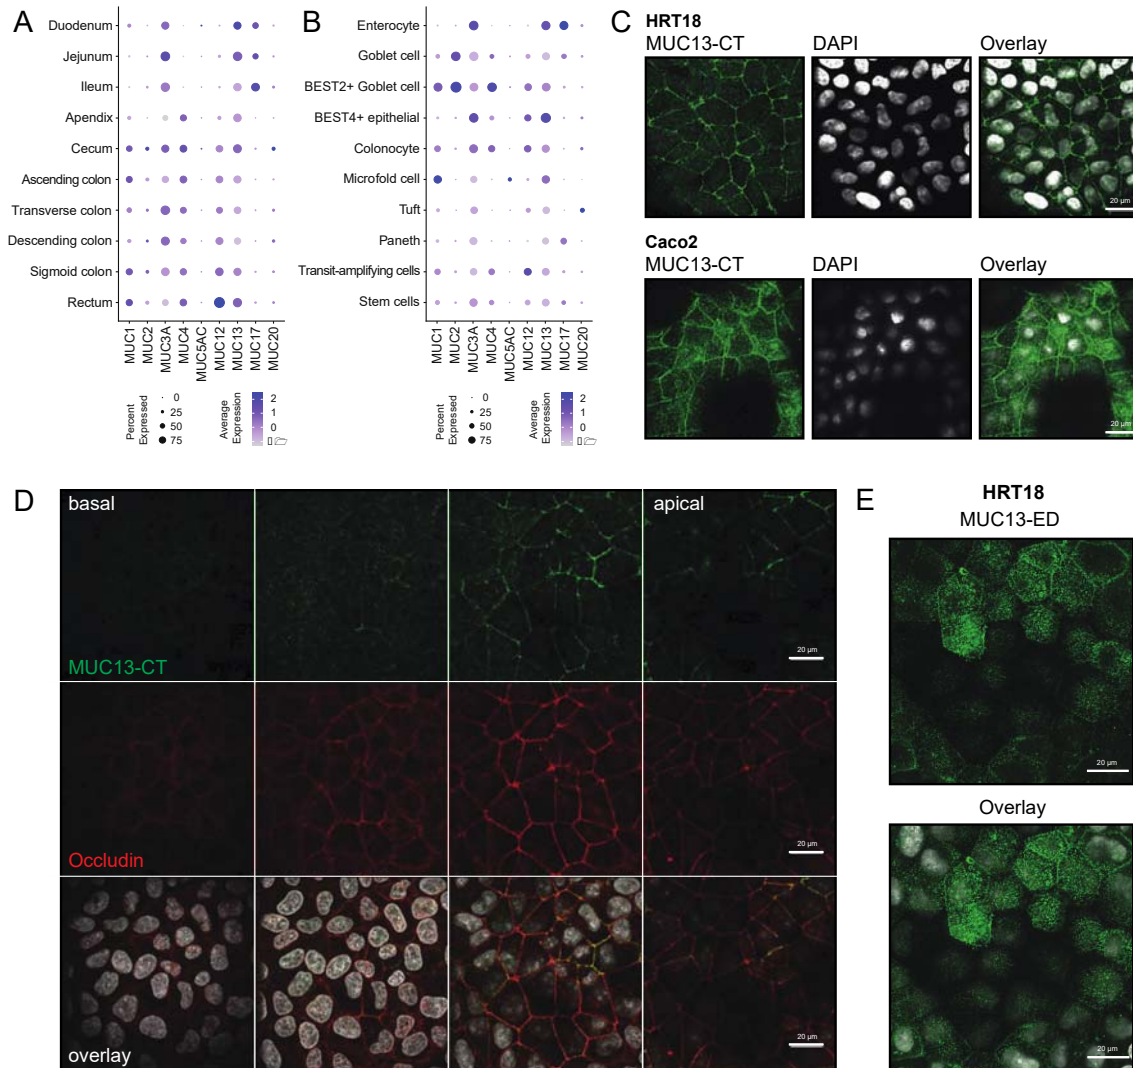 A
Duodenum
Jejunum
Ileum
Apendix
Cecum
Ascending colon
Transverse colon
Descending colon
Sigmoid colon
Rectum
MUC1
MUC2
MUC3A
MUC4
MUC5AC
MUC12
MUC13
MUC17
MUC20
Percent
Expressed
0
25
50
75
Average
Expression
2
1
0
B
Enterocyte
Goblet cell
BEST2+ Goblet cell
BEST4+ epithelial
Colonocyte
Microfold cell
Tuft
Paneth
Transit-amplifying cells
Stem cells
MUC1
MUC2
MUC3A
MUC4
MUC5AC
MUC12
MUC13
MUC17
MUC20
Percent
Expressed
0
25
50
75
Average
Expression
2
1
0
C
HRT18
MUC13-CT DAPI Overlay
20 µm
Caco2
MUC13-CT DAPI Overlay
20 µm
D
basal apical
MUC13-CT
20 µm
Occludin
20 µm
overlay
20 µm
E
HRT18
MUC13-ED
20 µm
Overlay
20 µm